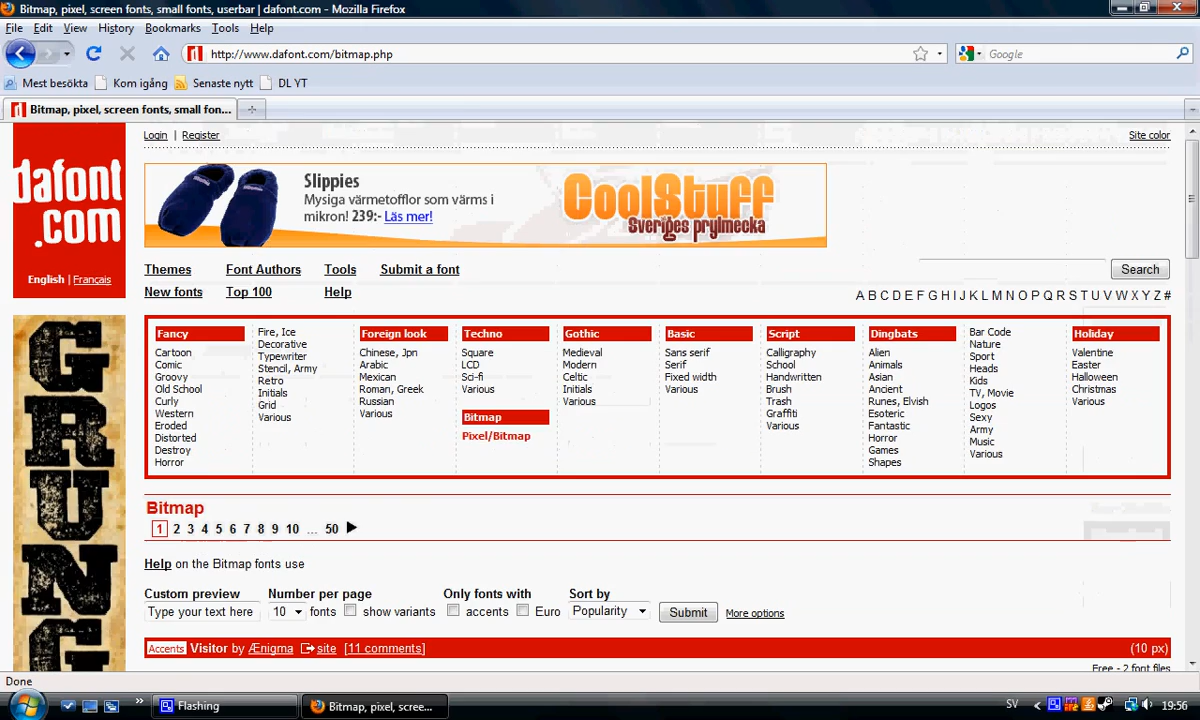 Bitmap, pixel, screen fonts, small fonts, userbar | dafont.com - Mozilla Firefox
File Edit View History Bookmarks Tools Help
http://www.dafont.com/bitmap.php
Google
Mest besökta Kom igång Senaste nytt DL YT
Bitmap, pixel, screen fonts, small fon...
Login | Register
Site color
dafont
.com
English | Français
Slippies
Mysiga värmetofflor som värms i
mikron! 239:- Läs mer!
CoolStuff
Sveriges prylmecka
Themes Font Authors Tools Submit a font
New fonts Top 100 Help
Search
A B C D E F G H I J K L M N O P Q R S T U V W X Y Z #
Fancy
Cartoon
Comic
Groovy
Old School
Curly
Western
Eroded
Distorted
Destroy
Horror
Fire, Ice
Decorative
Typewriter
Stencil, Army
Retro
Initials
Grid
Various
Foreign look
Chinese, Jpn
Arabic
Mexican
Roman, Greek
Russian
Various
Techno
Square
LCD
Sci-fi
Various
Bitmap
Pixel/Bitmap
Gothic
Medieval
Modern
Celtic
Initials
Various
Basic
Sans serif
Serif
Fixed width
Various
Script
Calligraphy
School
Handwritten
Brush
Trash
Graffiti
Various
Dingbats
Alien
Animals
Asian
Ancient
Runes, Elvish
Esoteric
Fantastic
Horror
Games
Shapes
Bar Code
Nature
Sport
Heads
Kids
TV, Movie
Logos
Sexy
Army
Music
Various
Holiday
Valentine
Easter
Halloween
Christmas
Various
GRUNG
Bitmap
1 2 3 4 5 6 7 8 9 10 ... 50
Help on the Bitmap fonts use
Custom preview Number per page Only fonts with Sort by
Type your text here 10 fonts show variants accents Euro Popularity Submit More options
Accents Visitor by Ænigma site [11 comments] (10 px)
Free - 2 font files
Done
Flashing
Bitmap, pixel, scree...
SV
19:56